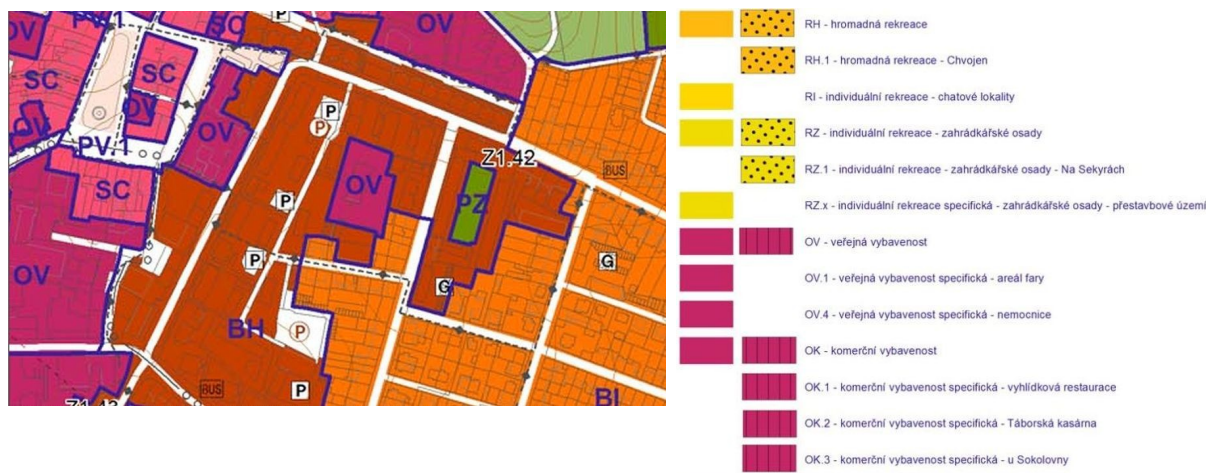 P
PV.1
SC
OV
OV
SC
SC
P
P
OV
OV
OV
Z1.42
PV.1
BUS
OV
SC
PZ
P
OV
P
G
G
BH
P
BUS
P
BI
Z1.43
RH - hromadná rekreace
RH.1 - hromadná rekreace - Chvojen
RI - individuální rekreace - chatové lokality
RZ - individuální rekreace - zahrádkářské osady
RZ.1 - individuální rekreace - zahrádkářské osady - Na Sekyrách
RZ.x - individuální rekreace specifická - zahrádkářské osady - přestavbové území
OV - veřejná vybavenost
OV.1 - veřejná vybavenost specifická - areál fary
OV.4 - veřejná vybavenost specifická - nemocnice
OK - komerční vybavenost
OK.1 - komerční vybavenost specifická - vyhlídková restaurace
OK.2 - komerční vybavenost specifická - Táborská kasárna
OK.3 - komerční vybavenost specifická - u Sokolovny